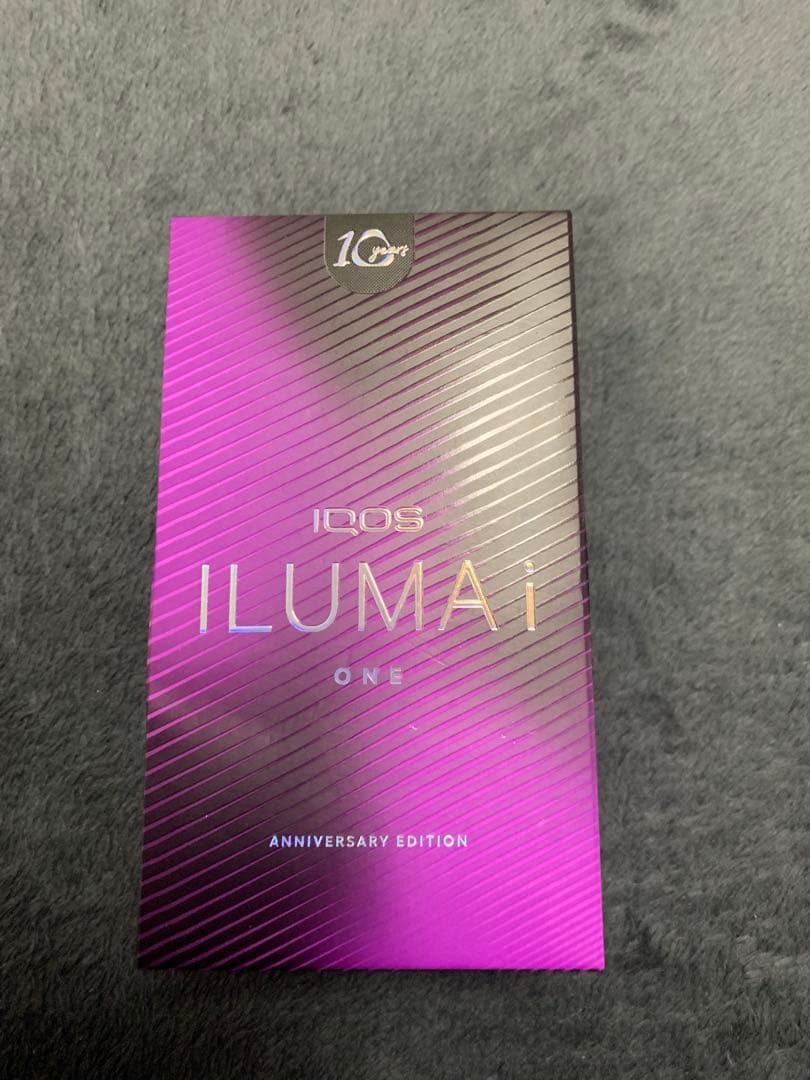 10 years
IQOS
ILUMA i
ONE
ANNIVERSARY EDITION